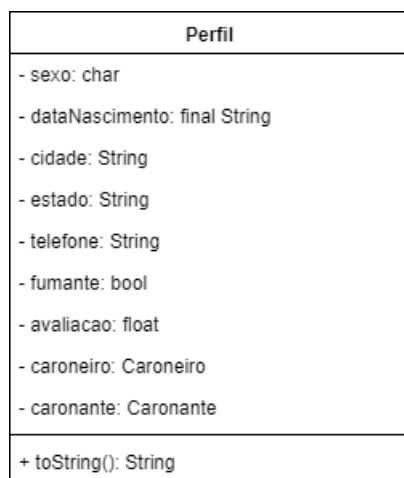 Perfil
- sexo: char
- dataNascimento: final String
- cidade: String
- estado: String
- telefone: String
- fumante: bool
- avaliacao: float
- caroneiro: Caroneiro
- caronante: Caronante
+ toString(): String